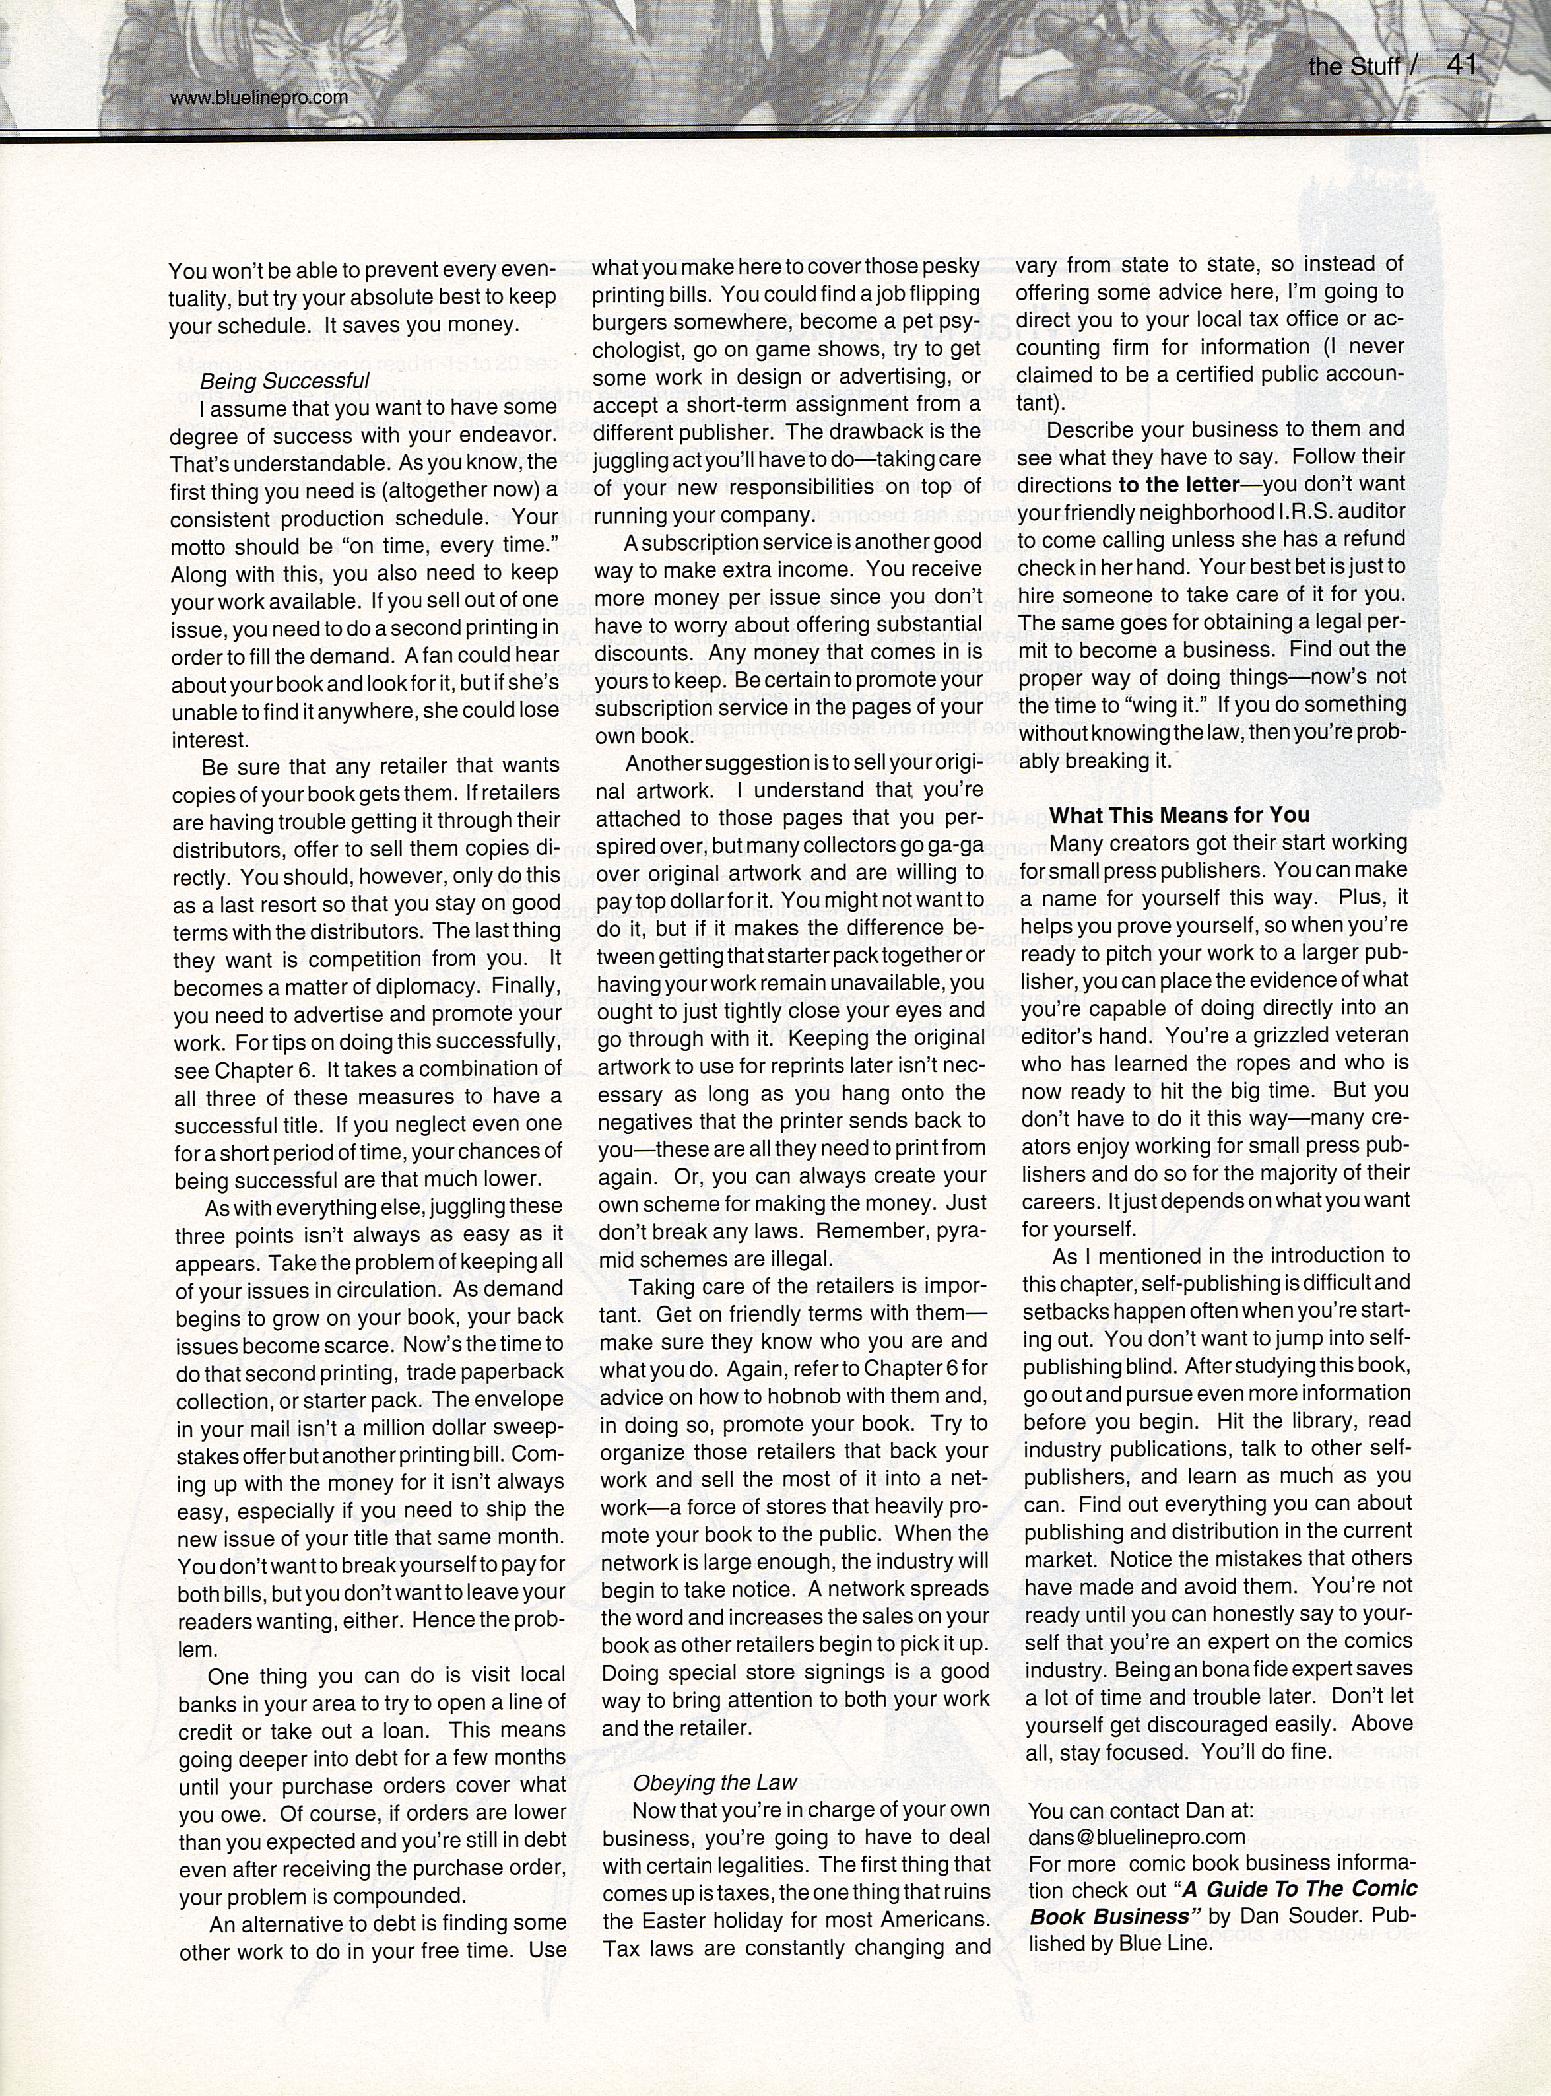 the Stuff / 41
www.bluelinepro.com
You won't be able to prevent every even-
tuality, but try your absolute best to keep
your schedule. It saves you money.
Being Successful
I assume that you want to have some
degree of success with your endeavor.
That's understandable. As you know, the
first thing you need is (altogether now) a
consistent production schedule. Your
motto should be "on time, every time."
Along with this, you also need to keep
your work available. If you sell out of one
issue, you need to do a second printing in
order to fill the demand. A fan could hear
about your book and look for it, but if she's
unable to find it anywhere, she could lose
interest.
Be sure that any retailer that wants
copies of your book gets them. If retailers
are having trouble getting it through their
distributors, offer to sell them copies di-
rectly. You should, however, only do this
as a last resort so that you stay on good
terms with the distributors. The last thing
they want is competition from you. It
becomes a matter of diplomacy. Finally,
you need to advertise and promote your
work. For tips on doing this successfully,
see Chapter 6. It takes a combination of
all three of these measures to have a
successful title. If you neglect even one
for a short period of time, your chances of
being successful are that much lower.
As with everything else, juggling these
three points isn't always as easy as it
appears. Take the problem of keeping all
of your issues in circulation. As demand
begins to grow on your book, your back
issues become scarce. Now's the time to
do that second printing, trade paperback
collection, or starter pack. The envelope
in your mail isn't a million dollar sweep-
stakes offer but another printing bill. Com-
ing up with the money for it isn't always
easy, especially if you need to ship the
new issue of your title that same month.
You don't want to break yourself to pay for
both bills, but you don't want to leave your
readers wanting, either. Hence the prob-
lem.
One thing you can do is visit local
banks in your area to try to open a line of
credit or take out a loan. This means
going deeper into debt for a few months
until your purchase orders cover what
you owe. Of course, if orders are lower
than you expected and you're still in debt
even after receiving the purchase order,
your problem is compounded.
An alternative to debt is finding some
other work to do in your free time. Use
what you make here to cover those pesky
printing bills. You could find a job flipping
burgers somewhere, become a pet psy-
chologist, go on game shows, try to get
some work in design or advertising, or
accept a short-term assignment from a
different publisher. The drawback is the
juggling act you'll have to do—taking care
of your new responsibilities on top of
running your company.
A subscription service is another good
way to make extra income. You receive
more money per issue since you don't
have to worry about offering substantial
discounts. Any money that comes in is
yours to keep. Be certain to promote your
subscription service in the pages of your
own book.
Another suggestion is to sell your origi-
nal artwork. I understand that you're
attached to those pages that you per-
spired over, but many collectors go ga-ga
over original artwork and are willing to
pay top dollar for it. You might not want to
do it, but if it makes the difference be-
tween getting that starter pack together or
having your work remain unavailable, you
ought to just tightly close your eyes and
go through with it. Keeping the original
artwork to use for reprints later isn't nec-
essary as long as you hang onto the
negatives that the printer sends back to
you—these are all they need to print from
again. Or, you can always create your
own scheme for making the money. Just
don't break any laws. Remember, pyra-
mid schemes are illegal.
Taking care of the retailers is impor-
tant. Get on friendly terms with them—
make sure they know who you are and
what you do. Again, refer to Chapter 6 for
advice on how to hobnob with them and,
in doing so, promote your book. Try to
organize those retailers that back your
work and sell the most of it into a net-
work—a force of stores that heavily pro-
mote your book to the public. When the
network is large enough, the industry will
begin to take notice. A network spreads
the word and increases the sales on your
book as other retailers begin to pick it up.
Doing special store signings is a good
way to bring attention to both your work
and the retailer.
Obeying the Law
Now that you're in charge of your own
business, you're going to have to deal
with certain legalities. The first thing that
comes up is taxes, the one thing that ruins
the Easter holiday for most Americans.
Tax laws are constantly changing and
vary from state to state, so instead of
offering some advice here, I'm going to
direct you to your local tax office or ac-
counting firm for information (I never
claimed to be a certified public accoun-
tant).
Describe your business to them and
see what they have to say. Follow their
directions to the letter—you don't want
your friendly neighborhood I.R.S. auditor
to come calling unless she has a refund
check in her hand. Your best bet is just to
hire someone to take care of it for you.
The same goes for obtaining a legal per-
mit to become a business. Find out the
proper way of doing things—now's not
the time to "wing it." If you do something
without knowing the law, then you're prob-
ably breaking it.
What This Means for You
Many creators got their start working
for small press publishers. You can make
a name for yourself this way. Plus, it
helps you prove yourself, so when you're
ready to pitch your work to a larger pub-
lisher, you can place the evidence of what
you're capable of doing directly into an
editor's hand. You're a grizzled veteran
who has learned the ropes and who is
now ready to hit the big time. But you
don't have to do it this way—many cre-
ators enjoy working for small press pub-
lishers and do so for the majority of their
careers. It just depends on what you want
for yourself.
As I mentioned in the introduction to
this chapter, self-publishing is difficult and
setbacks happen often when you're start-
ing out. You don't want to jump into self-
publishing blind. After studying this book,
go out and pursue even more information
before you begin. Hit the library, read
industry publications, talk to other self-
publishers, and learn as much as you
can. Find out everything you can about
publishing and distribution in the current
market. Notice the mistakes that others
have made and avoid them. You're not
ready until you can honestly say to your-
self that you're an expert on the comics
industry. Being an bona fide expert saves
a lot of time and trouble later. Don't let
yourself get discouraged easily. Above
all, stay focused. You'll do fine.
You can contact Dan at:
dans@bluelinepro.com
For more comic book business informa-
tion check out "A Guide To The Comic
Book Business" by Dan Souder. Pub-
lished by Blue Line.